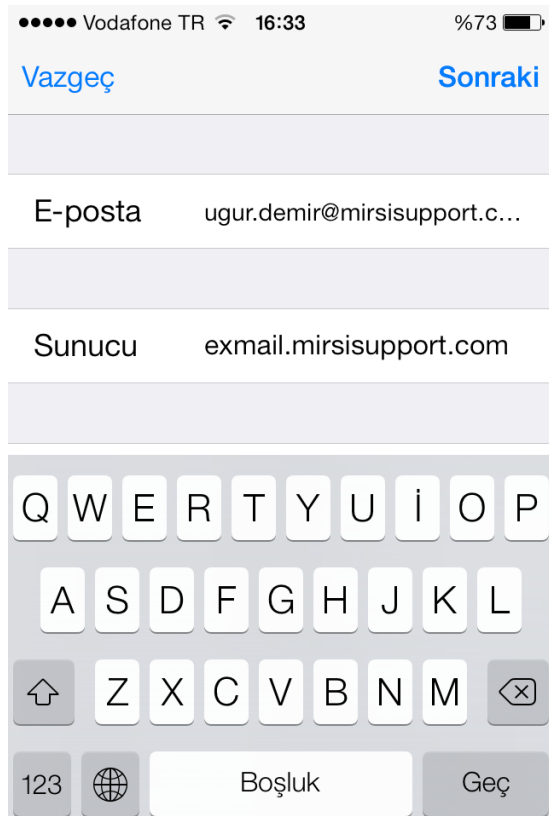 Vodafone TR 16:33 %73
Vazgeç Sonraki
E-posta ugur.demir@mirsisupport.c...
Sunucu exmail.mirsisupport.com
Q W E R T Y U İ O P
A S D F G H J K L
Z X C V B N M
123 Boşluk Geç